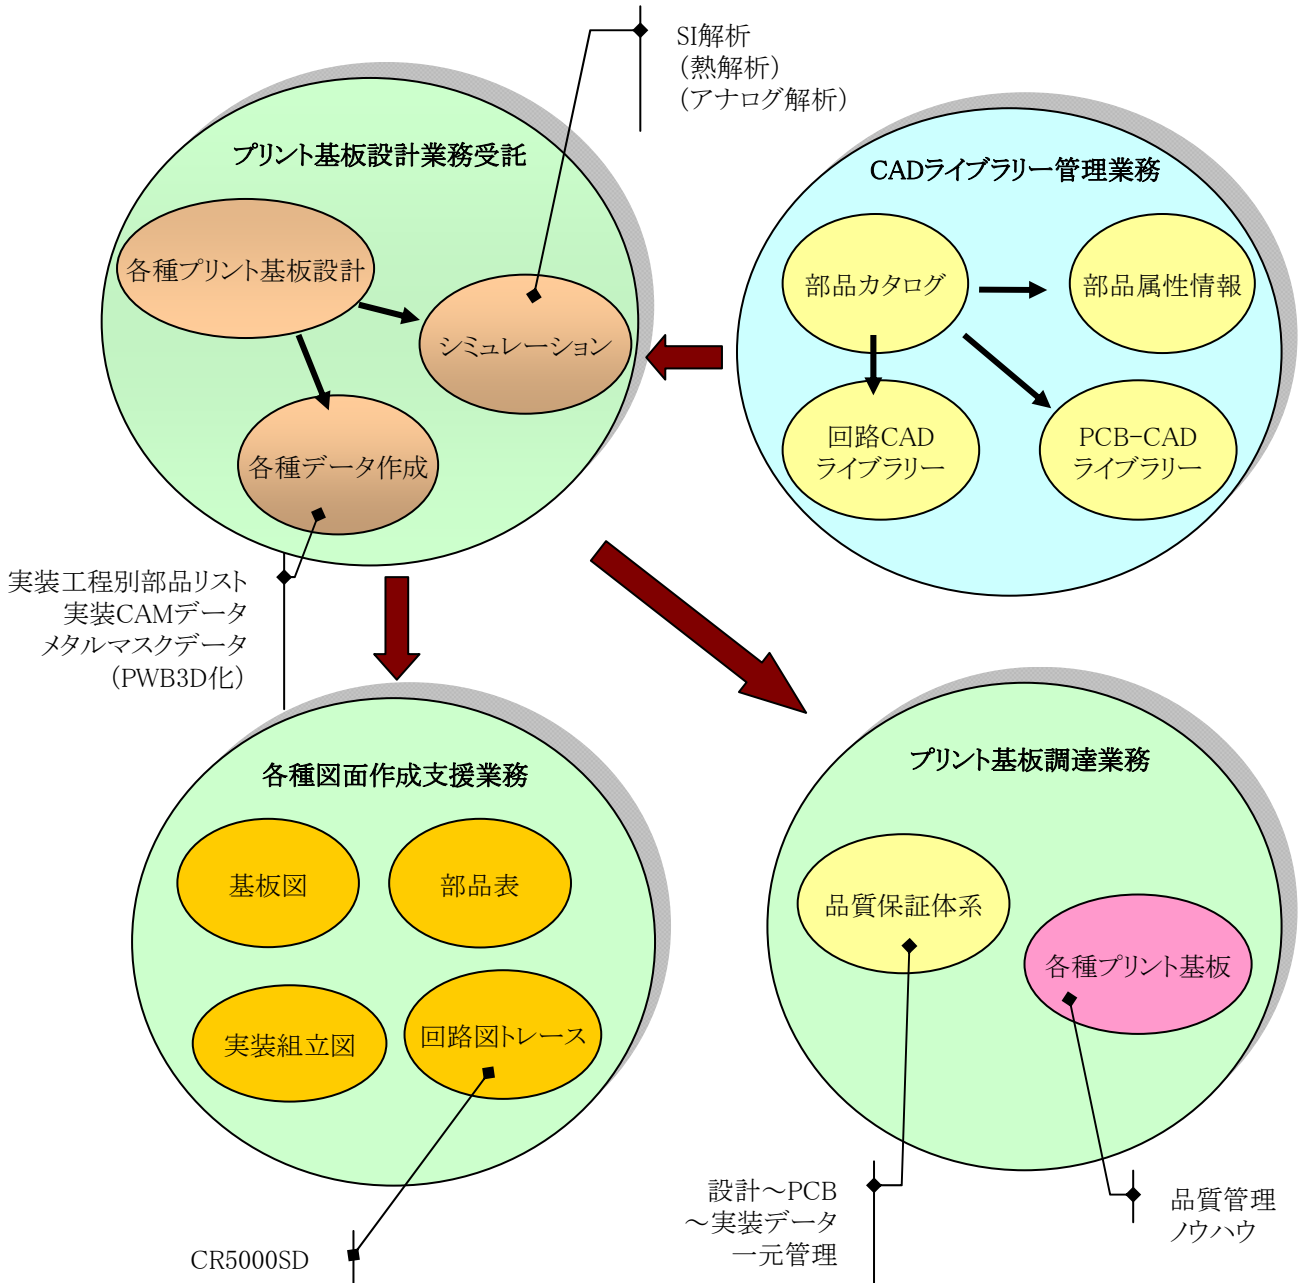 SI解析
（熱解析）
（アナログ解析）
プリント基板設計業務受託
各種プリント基板設計
シミュレーション
各種データ作成
実装工程別部品リスト
実装CAMデータ
メタルマスクデータ
（PWB3D化）
CADライブラリー管理業務
部品カタログ
部品属性情報
回路CAD
ライブラリー
PCB-CAD
ライブラリー
各種図面作成支援業務
基板図
部品表
実装組立図
回路図トレース
CR5000SD
プリント基板調達業務
品質保証体系
各種プリント基板
設計～PCB
～実装データ
一元管理
品質管理
ノウハウ